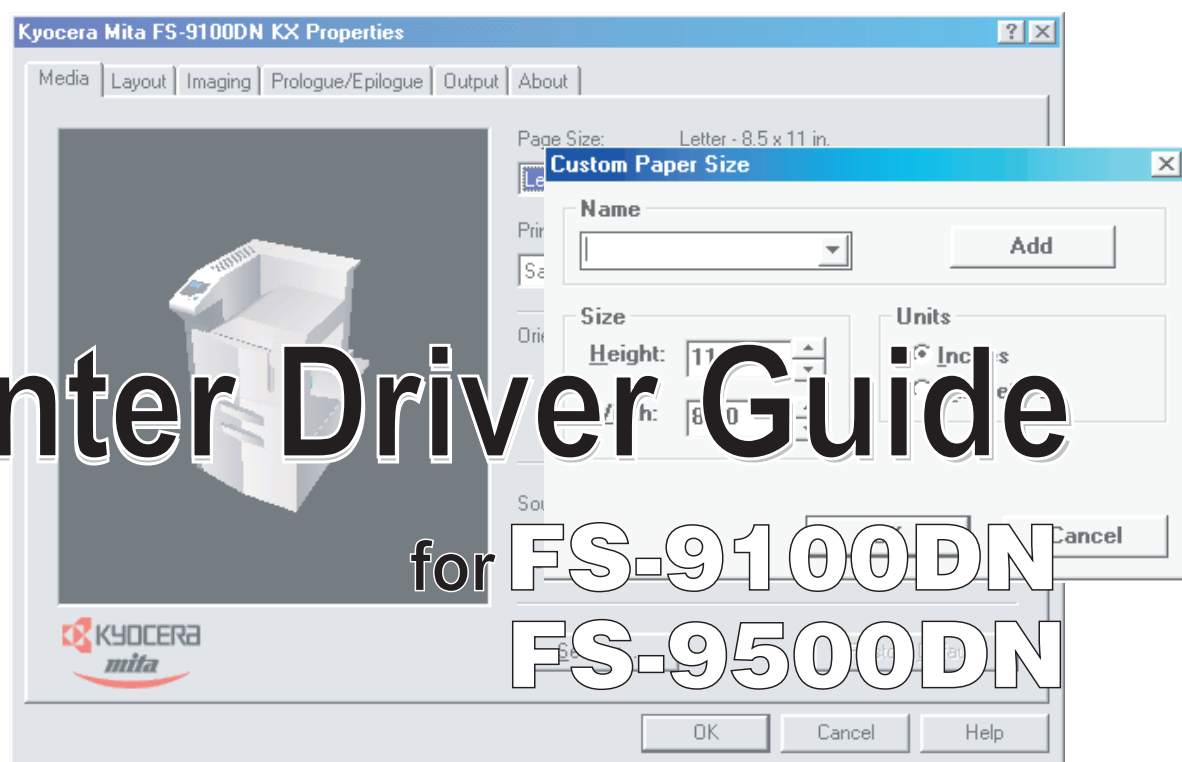 Kyocera Mita FS-9100DN KX Properties
Media Layout Imaging Prologue/Epilogue Output About
Page Size: Letter - 8.5 x 11 in.
Custom Paper Size
Name
Add
Size
Units
Height: 11
nter Driver Guide
for FS-9100DN
FS-9500DN
Cancel
KYOCERA
mita
OK Cancel Help